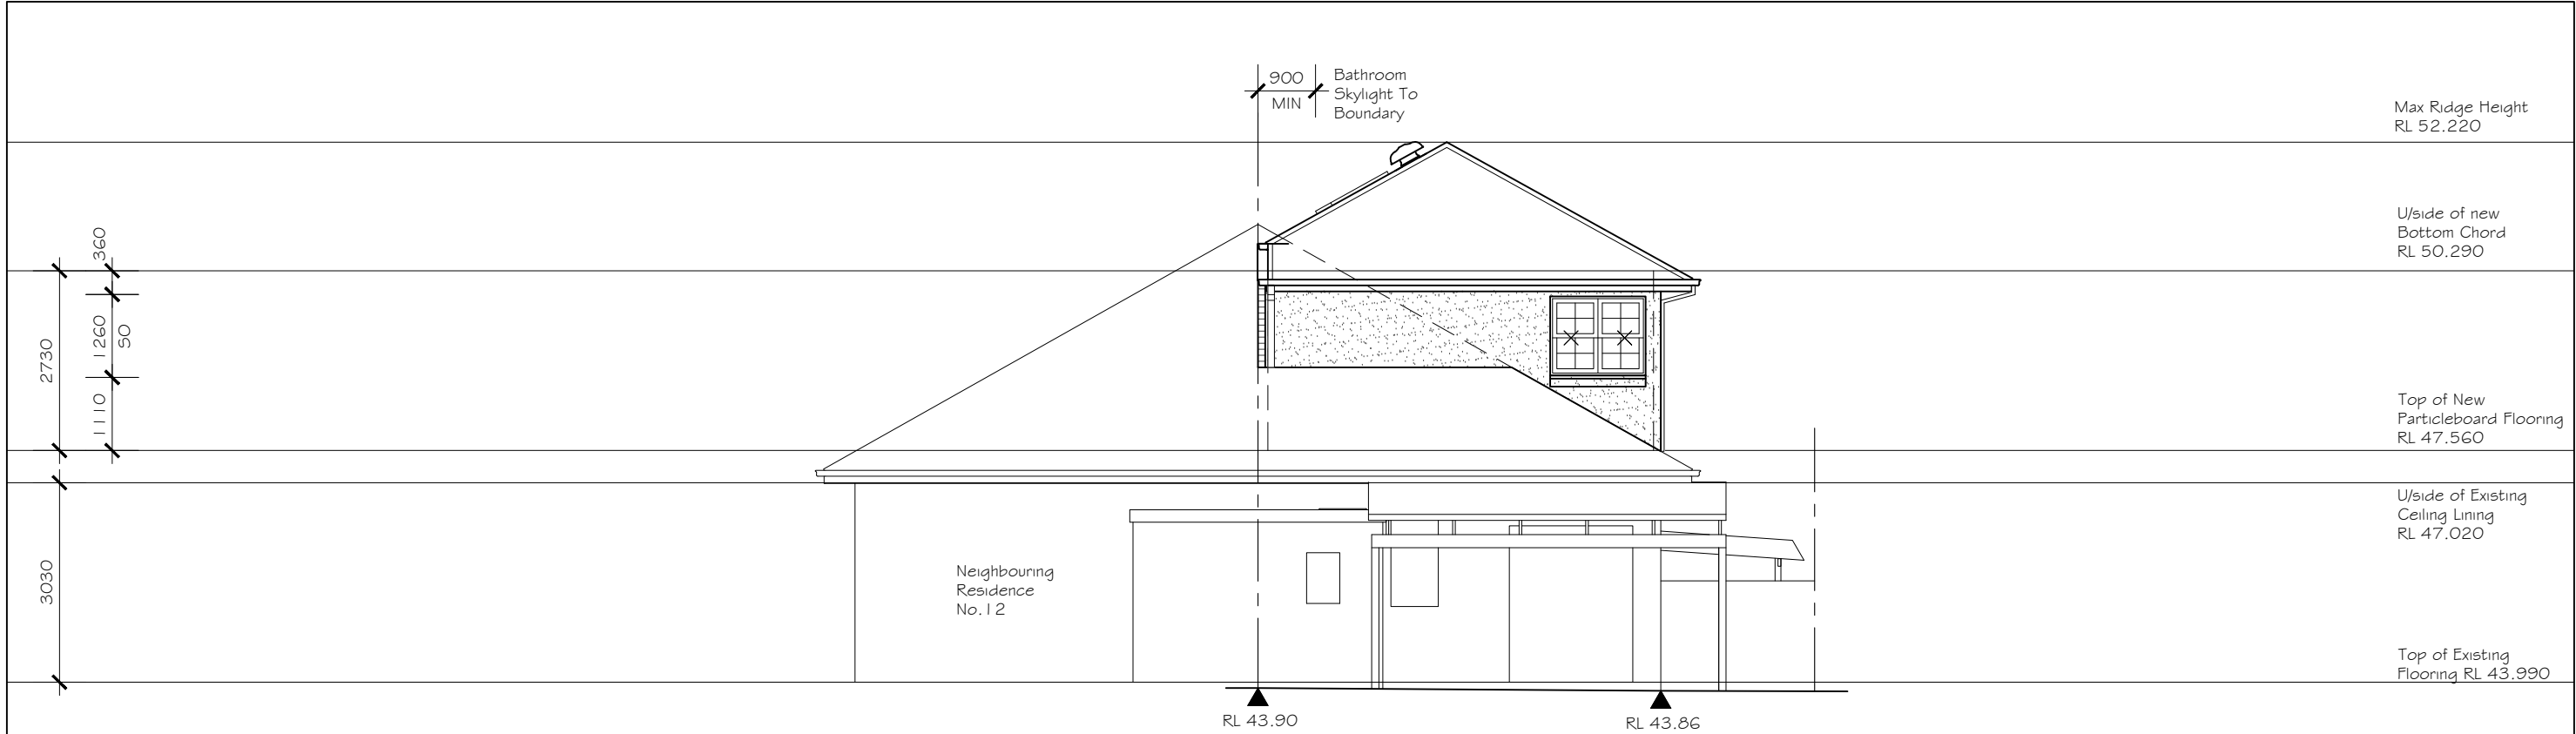 900
MIN
Bathroom
Skylight To
Boundary
Max Ridge Height
RL 52.220
U/side of new
Bottom Chord
RL 50.290
360
2730
1260
50
1110
Top of New
Particleboard Flooring
RL 47.560
U/side of Existing
Ceiling Lining
RL 47.020
3030
Neighbouring
Residence
No.12
Top of Existing
Flooring RL 43.990
RL 43.90
RL 43.86